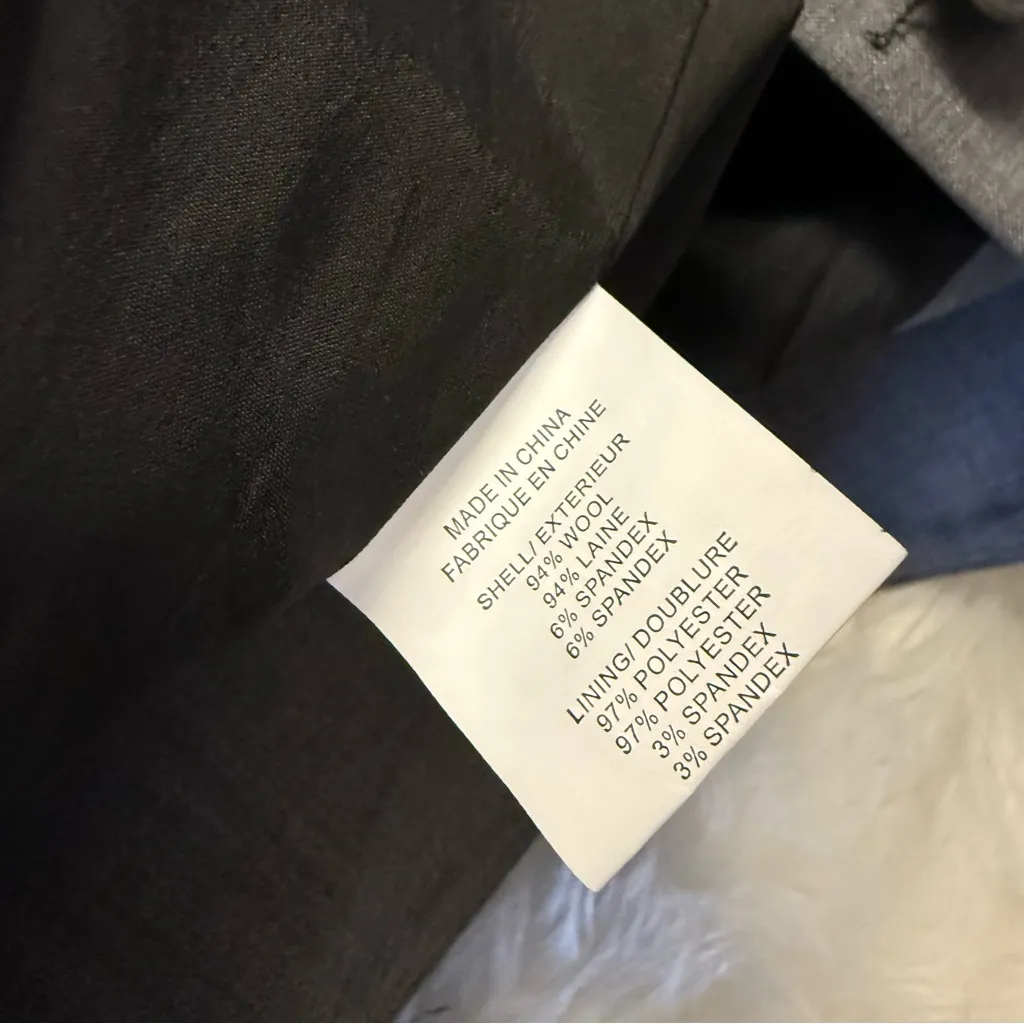 MADE IN CHINA
FABRIQUE EN CHINE
SHELL/ EXTERIEUR
94% WOOL
94% LAINE
6% SPANDEX
6% SPANDEX
LINING/ DOUBLURE
97% POLYESTER
97% POLYESTER
3% SPANDEX
3% SPANDEX